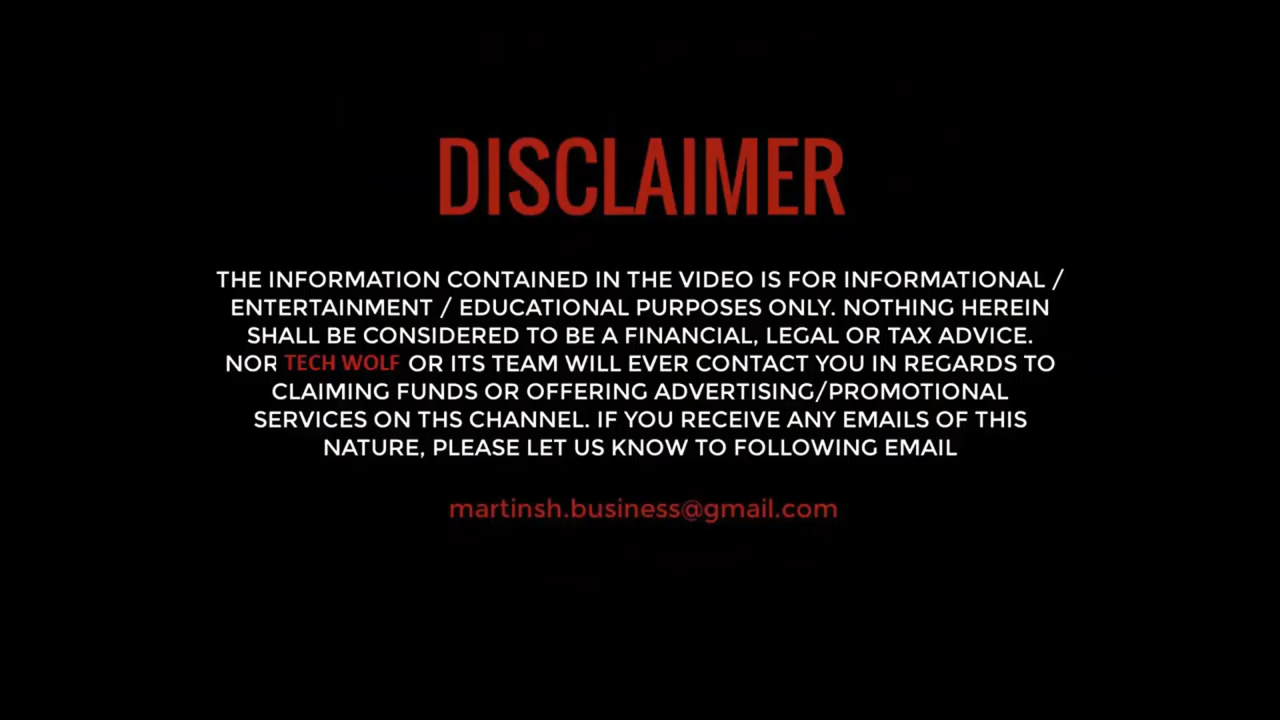 DISCLAIMER
THE INFORMATION CONTAINED IN THE VIDEO IS FOR INFORMATIONAL /
ENTERTAINMENT / EDUCATIONAL PURPOSES ONLY. NOTHING HEREIN
SHALL BE CONSIDERED TO BE A FINANCIAL, LEGAL OR TAX ADVICE.
NOR TECH WOLF OR ITS TEAM WILL EVER CONTACT YOU IN REGARDS TO
CLAIMING FUNDS OR OFFERING ADVERTISING/PROMOTIONAL
SERVICES ON THS CHANNEL. IF YOU RECEIVE ANY EMAILS OF THIS
NATURE, PLEASE LET US KNOW TO FOLLOWING EMAIL
martinsh.business@gmail.com